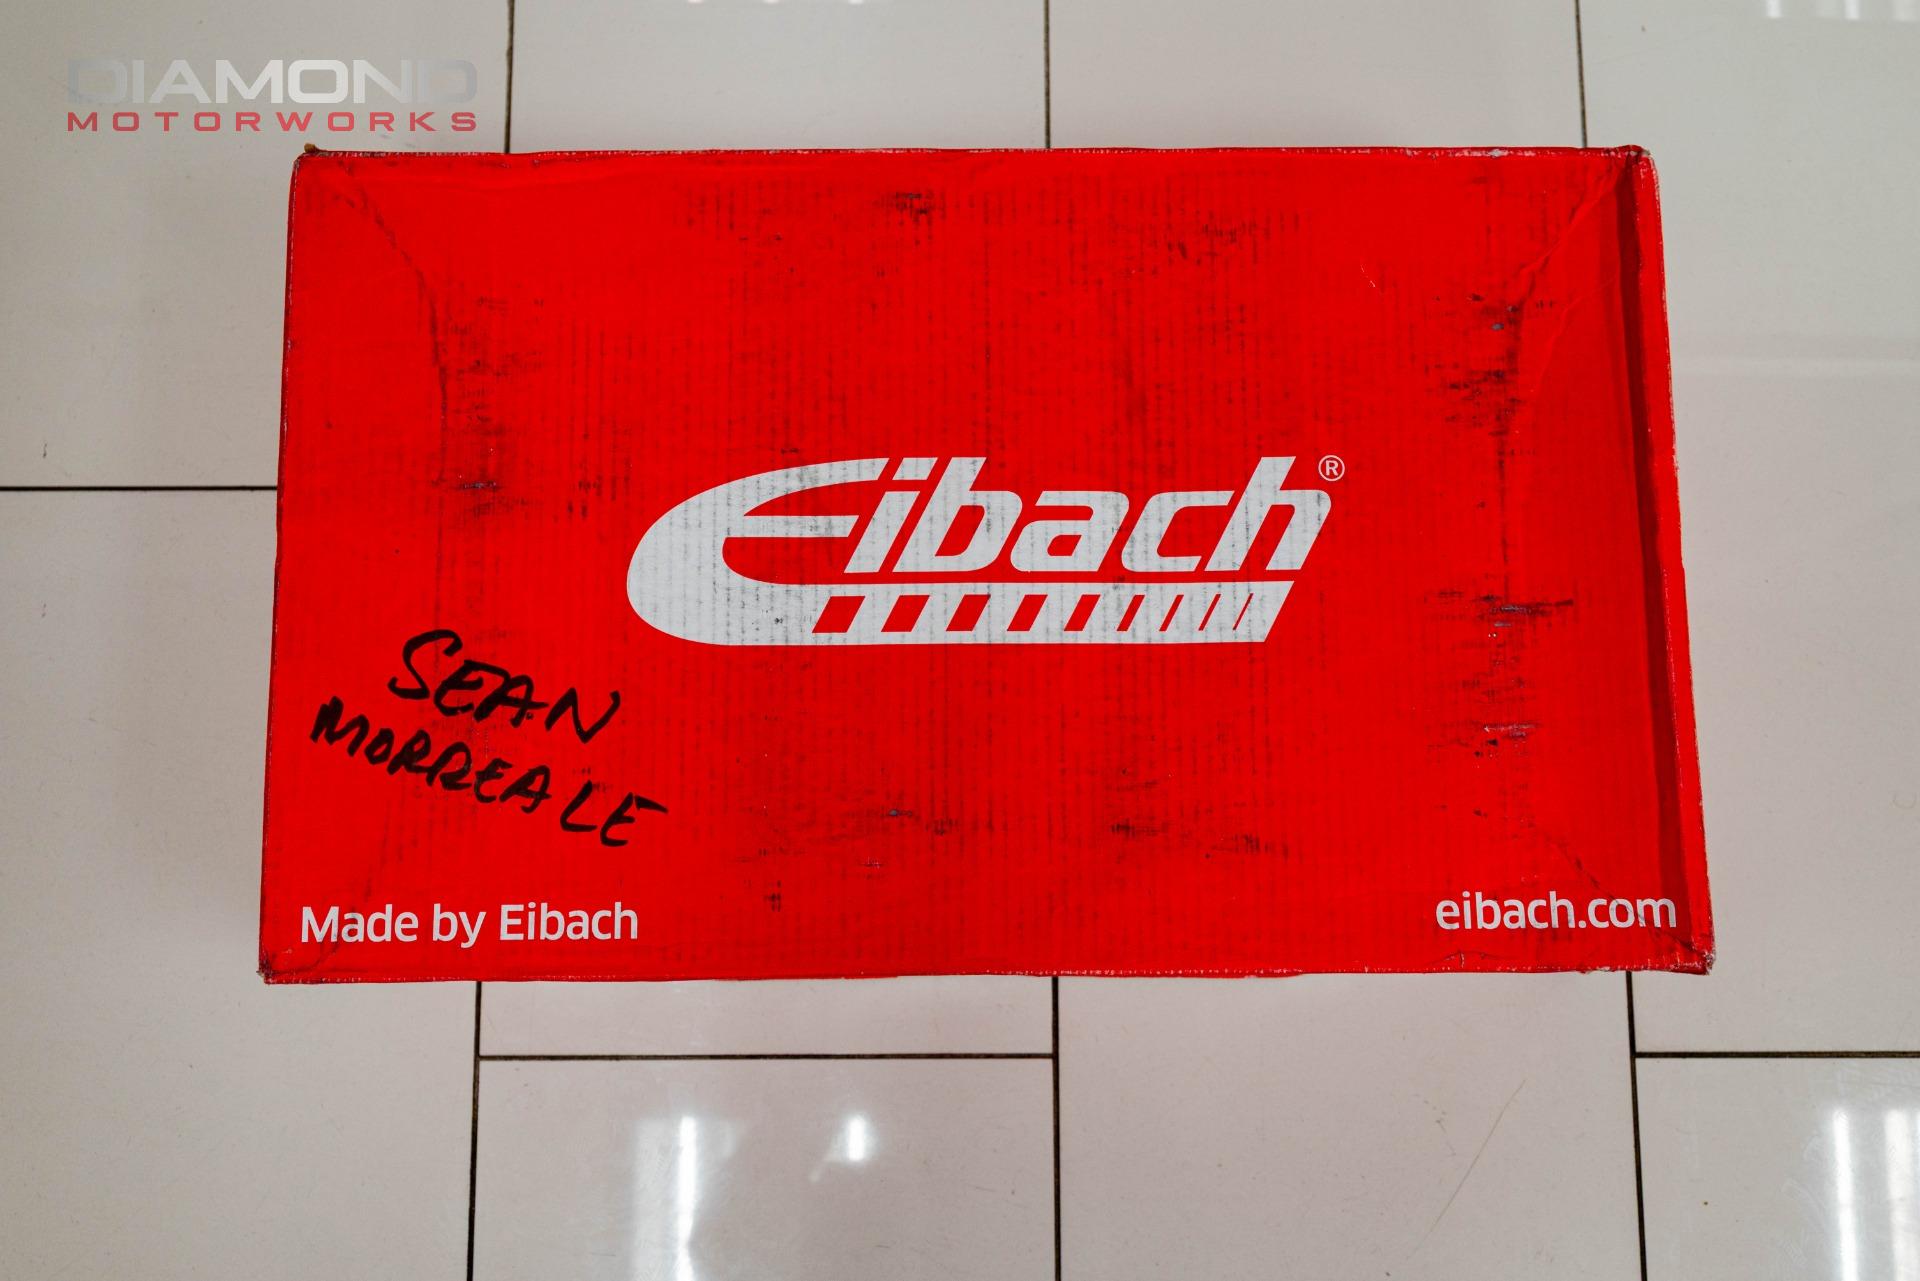 DIAMOND
MOTORWORKS
Eibach®
SEAN
MORREALE
Made by Eibach
eibach.com